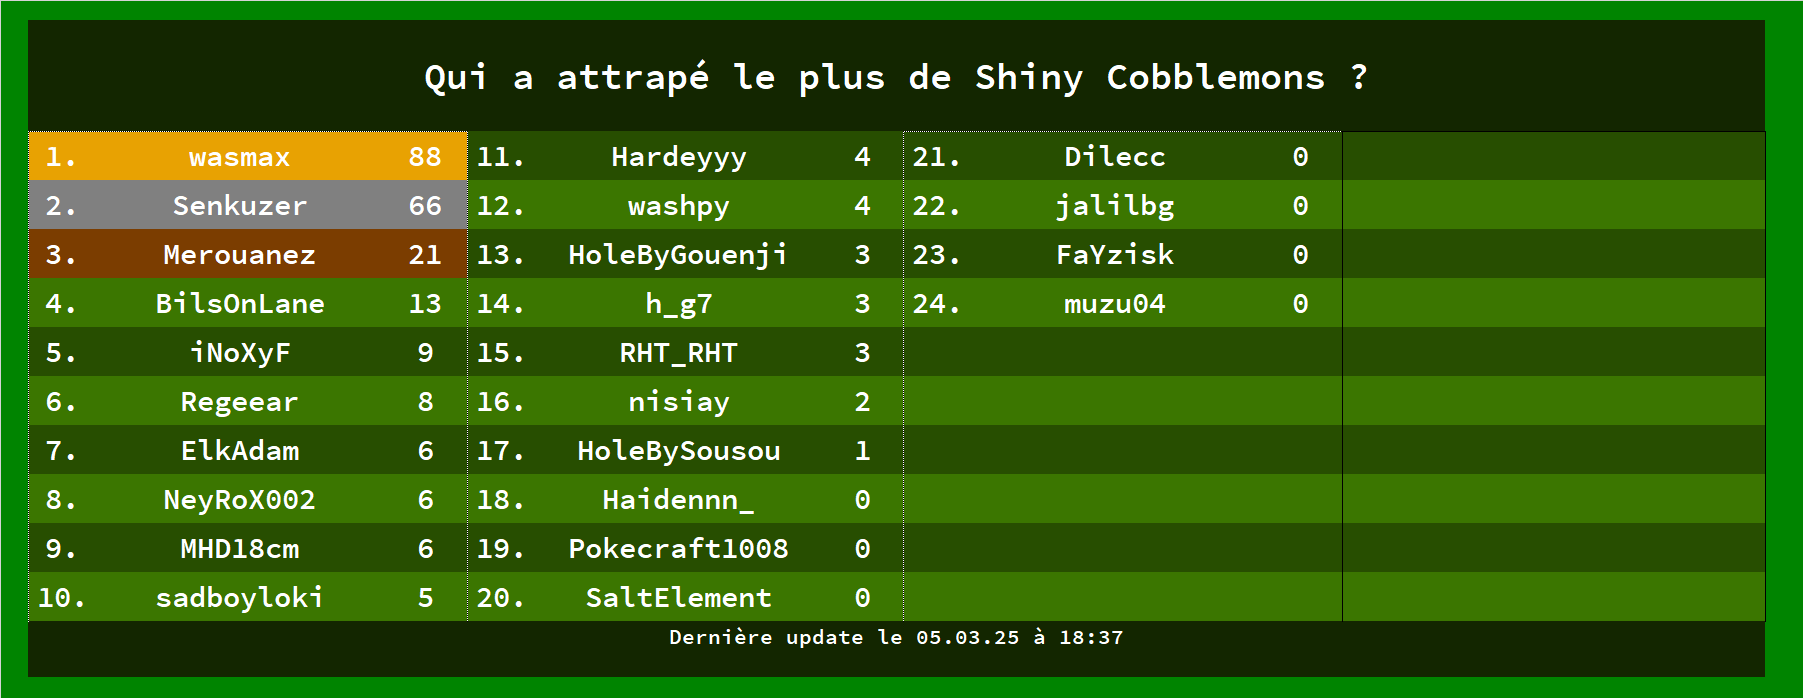 Qui a attrapé le plus de Shiny Cobblemons ?
1. wasmax 88
2. Senkuzer 66
3. Merouanez 21
4. BilsOnLane 13
5. iNoXyF 9
6. Regeear 8
7. ElkAdam 6
8. NeyRoX002 6
9. MHD18cm 6
10. sadboyloki 5
11. Hardeyyy 4
12. washpy 4
13. HoleByGouenji 3
14. h_g7 3
15. RHT_RHT 3
16. nisiay 2
17. HoleBySousou 1
18. Haidennn_ 0
19. Pokecraft1008 0
20. SaltElement 0
21. Dilecc 0
22. jalilbg 0
23. FaYzisk 0
24. muzu04 0
Dernière update le 05.03.25 à 18:37